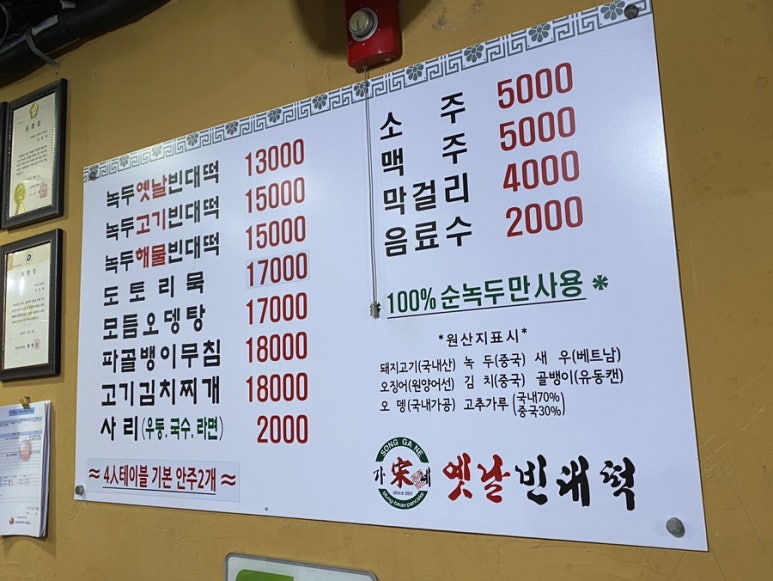 녹두옛날빈대떡 13000
녹두고기빈대떡 15000
녹두해물빈대떡 15000
도토리묵 17000
모듬오뎅탕 17000
파골뱅이무침 18000
고기김치찌개 18000
사리(우동.국수.라면) 2000
≈ 4人테이블 기본 안주2개 ≈
소주 5000
맥주 5000
막걸리 4000
음료수 2000
100% 순녹두만사용 *
*원산지표시*
돼지고기(국내산) 녹두(중국) 새우(베트남)
오징어(원양어선) 김치(중국) 골뱅이(유동캔)
오뎅(국내가공) 고추가루(국내70% 중국30%)
SONG GA NE
가宋네
옛날빈대떡